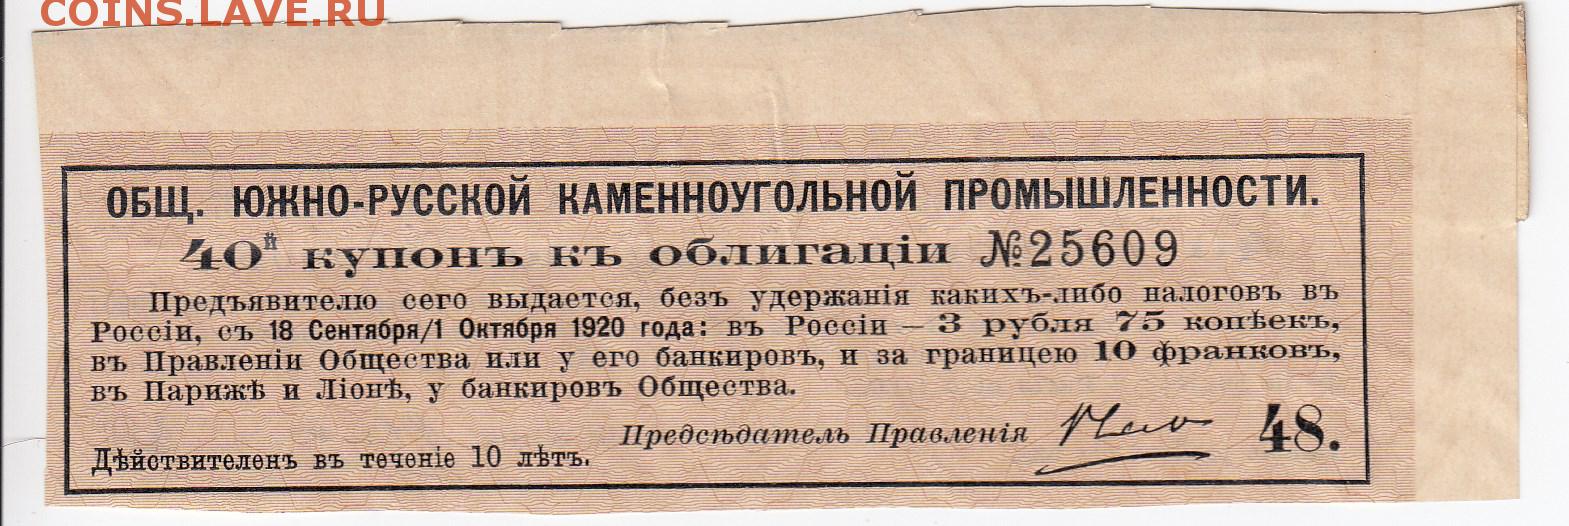 COINS.LAVE.RU
ОБЩ. ЮЖНО-РУССКОЙ КАМЕННОУГОЛЬНОЙ ПРОМЫШЛЕННОСТИ.
40й купонъ къ облигаціи №25609
Предъявителю сего выдается, безъ удержанія какихъ-либо налоговъ въ
Россіи, съ 18 Сентября/1 Октября 1920 года: въ Россіи — 3 рубля 75 копѣекъ,
въ Правленіи Общества или у его банкировъ, и за границею 10 франковъ,
въ Парижѣ и Ліонѣ, у банкировъ Общества.
Предсѣдатель Правленія
48.
Дѣйствителенъ въ теченіе 10 лѣтъ.